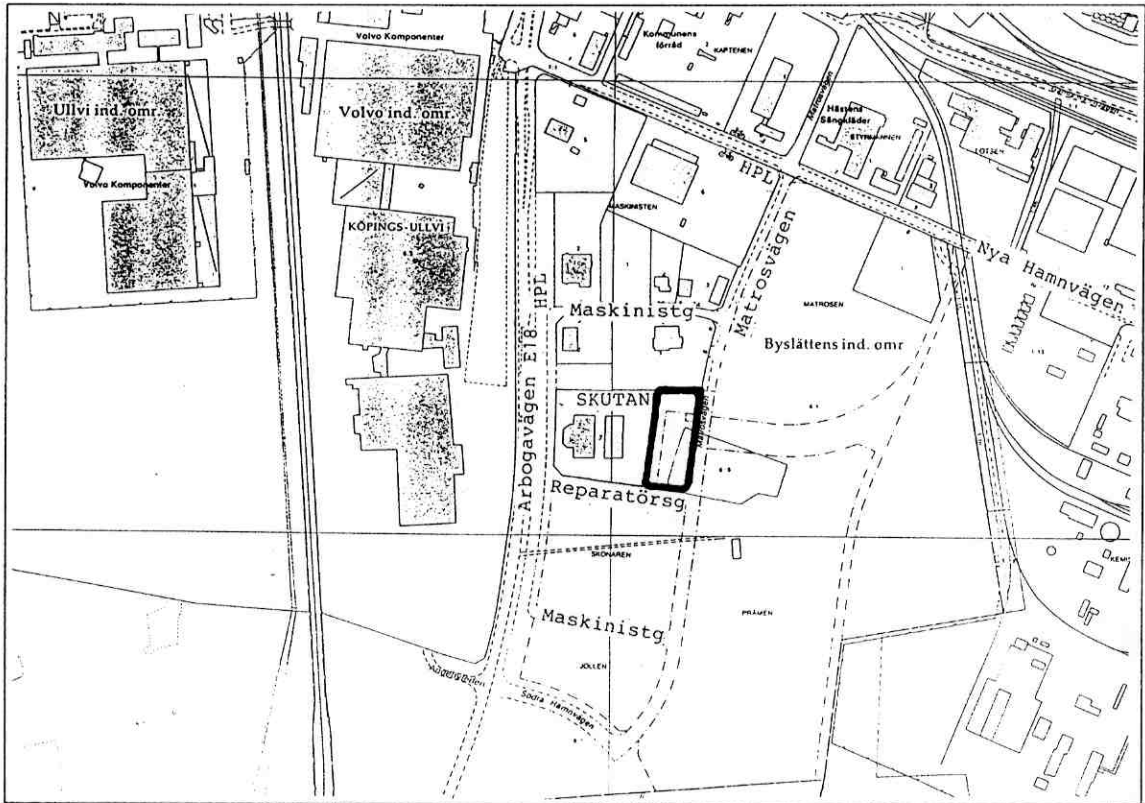 Volvo Komponenter
Kommunens
förråd
KAPTENEN
Ullvi ind. omr.
Volvo ind. omr.
Matrosvägen
Hästens
Sängkläder
STYRMANNEN
LOTSEN
Volvo Komponenter
HPL
MASKINISTEN
KÖPINGS-ULLVI
Nya Hamnvägen
HPL
Maskinistg
Matrosvägen
MATROSEN
Byslättens ind. omr
Arbogavägen E18
SKUTAN
Matrosvägen
Reparatörsg
SKONAREN
Maskinistg
PRÅMEN
JOLLEN
Södra Hamnvägen